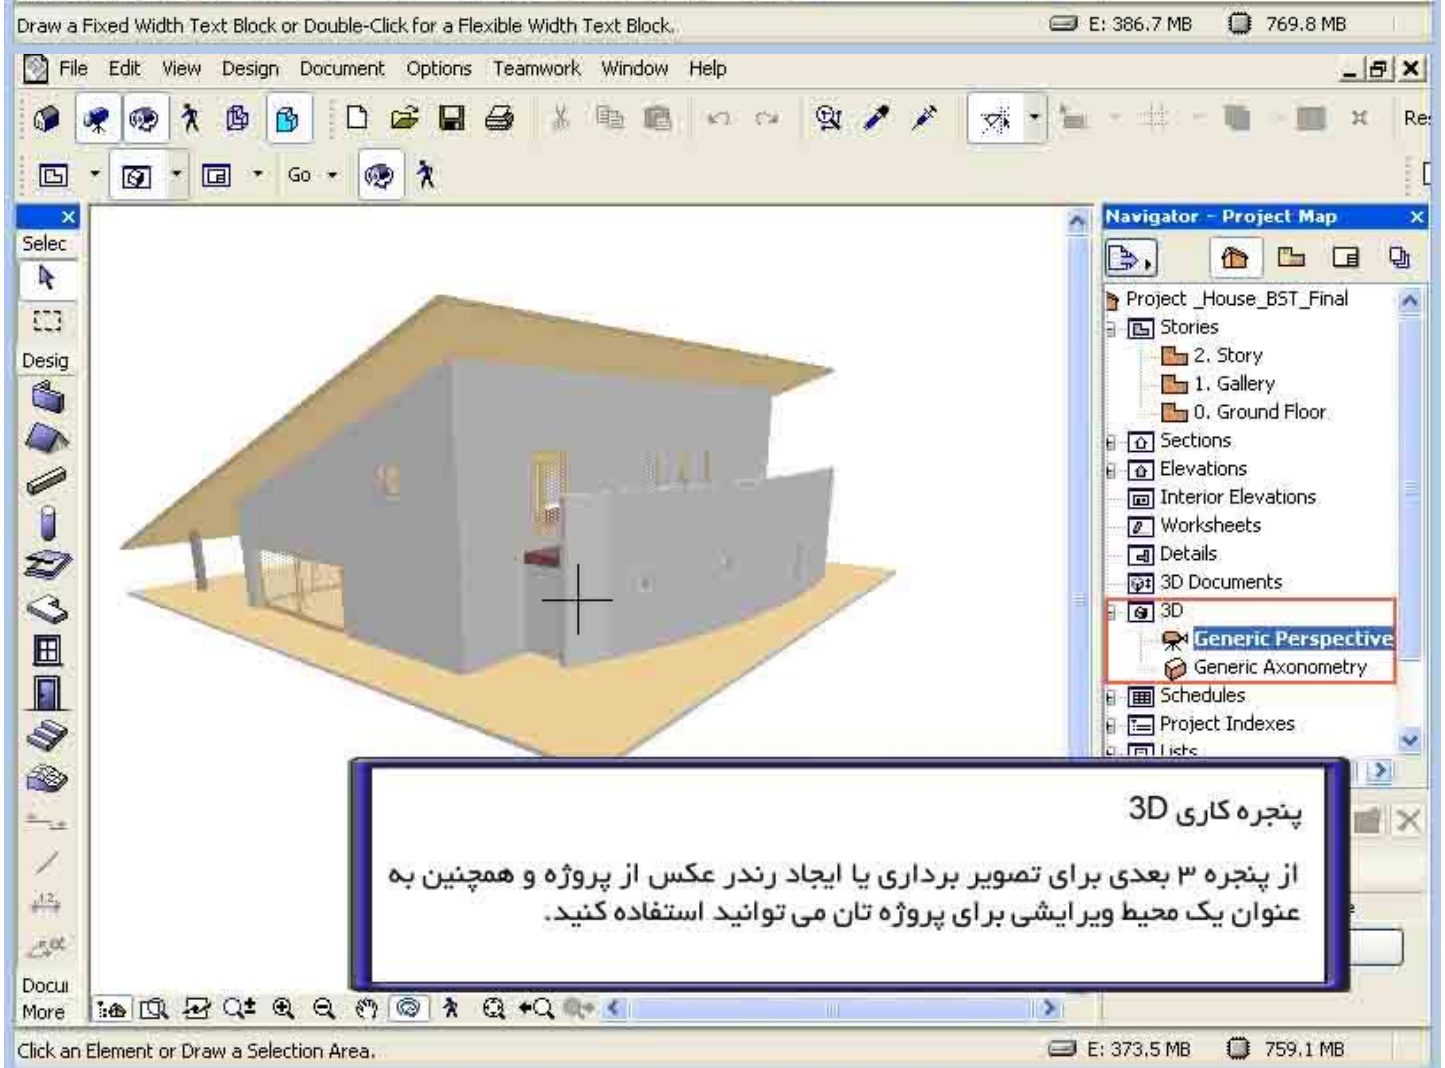 Draw a Fixed Width Text Block or Double-Click for a Flexible Width Text Block. E: 386.7 MB 769.8 MB
File Edit View Design Document Options Teamwork Window Help
Go
Selec
Desig
Docui
More
Navigator - Project Map
Project _House_BST_Final
Stories
2. Story
1. Gallery
0. Ground Floor
Sections
Elevations
Interior Elevations
Worksheets
Details
3D Documents
3D
Generic Perspective
Generic Axonometry
Schedules
Project Indexes
Lists
پنجره کاری 3D
از پنجره ۳ بعدی برای تصویر برداری یا ایجاد رندر عکس از پروژه و همچنین به
عنوان یک محیط ویرایشی برای پروژه تان می توانید استفاده کنید.
Click an Element or Draw a Selection Area. E: 373.5 MB 759.1 MB